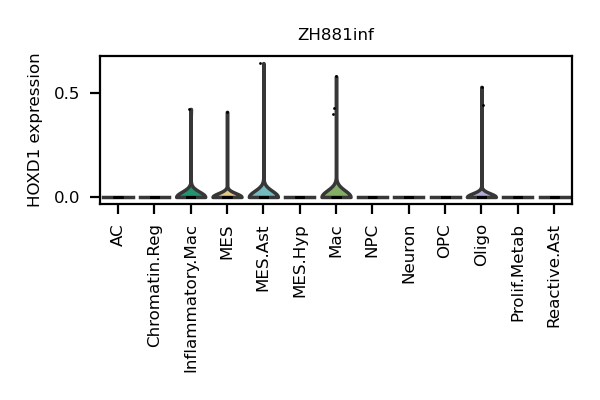 ZH881inf
HOXD1 expression
0.5
0.0
AC
Chromatin.Reg
Inflammatory.Mac
MES
MES.Ast
MES.Hyp
Mac
NPC
Neuron
OPC
Oligo
Prolif.Metab
Reactive.Ast